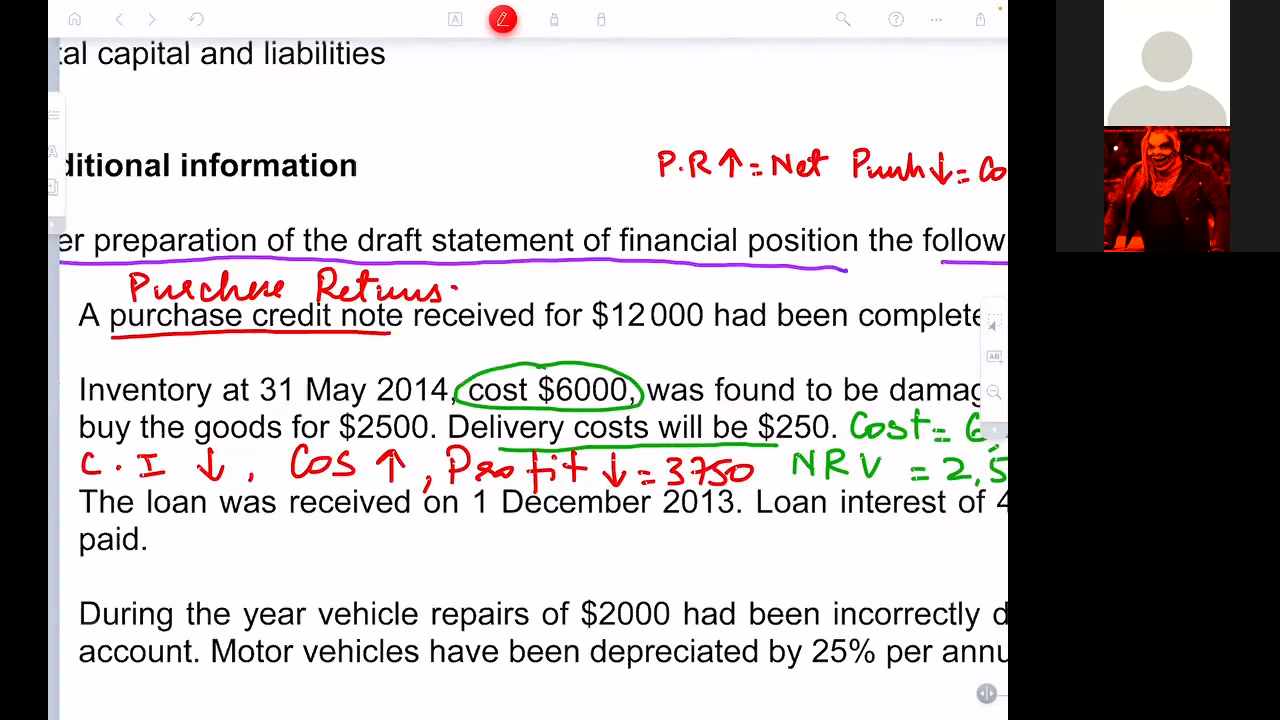 tal capital and liabilities
ditional information
P.R ↑ = Net Purch ↓ = Co
er preparation of the draft statement of financial position the follow
Purchase Returns.
A purchase credit note received for $12 000 had been complete
Inventory at 31 May 2014, cost $6000, was found to be damag
buy the goods for $2500. Delivery costs will be $250. Cost = 6,
C.I ↓, COS ↑, Profit ↓ = 3750 NRV = 2,5
The loan was received on 1 December 2013. Loan interest of 4
paid.
During the year vehicle repairs of $2000 had been incorrectly d
account. Motor vehicles have been depreciated by 25% per annu